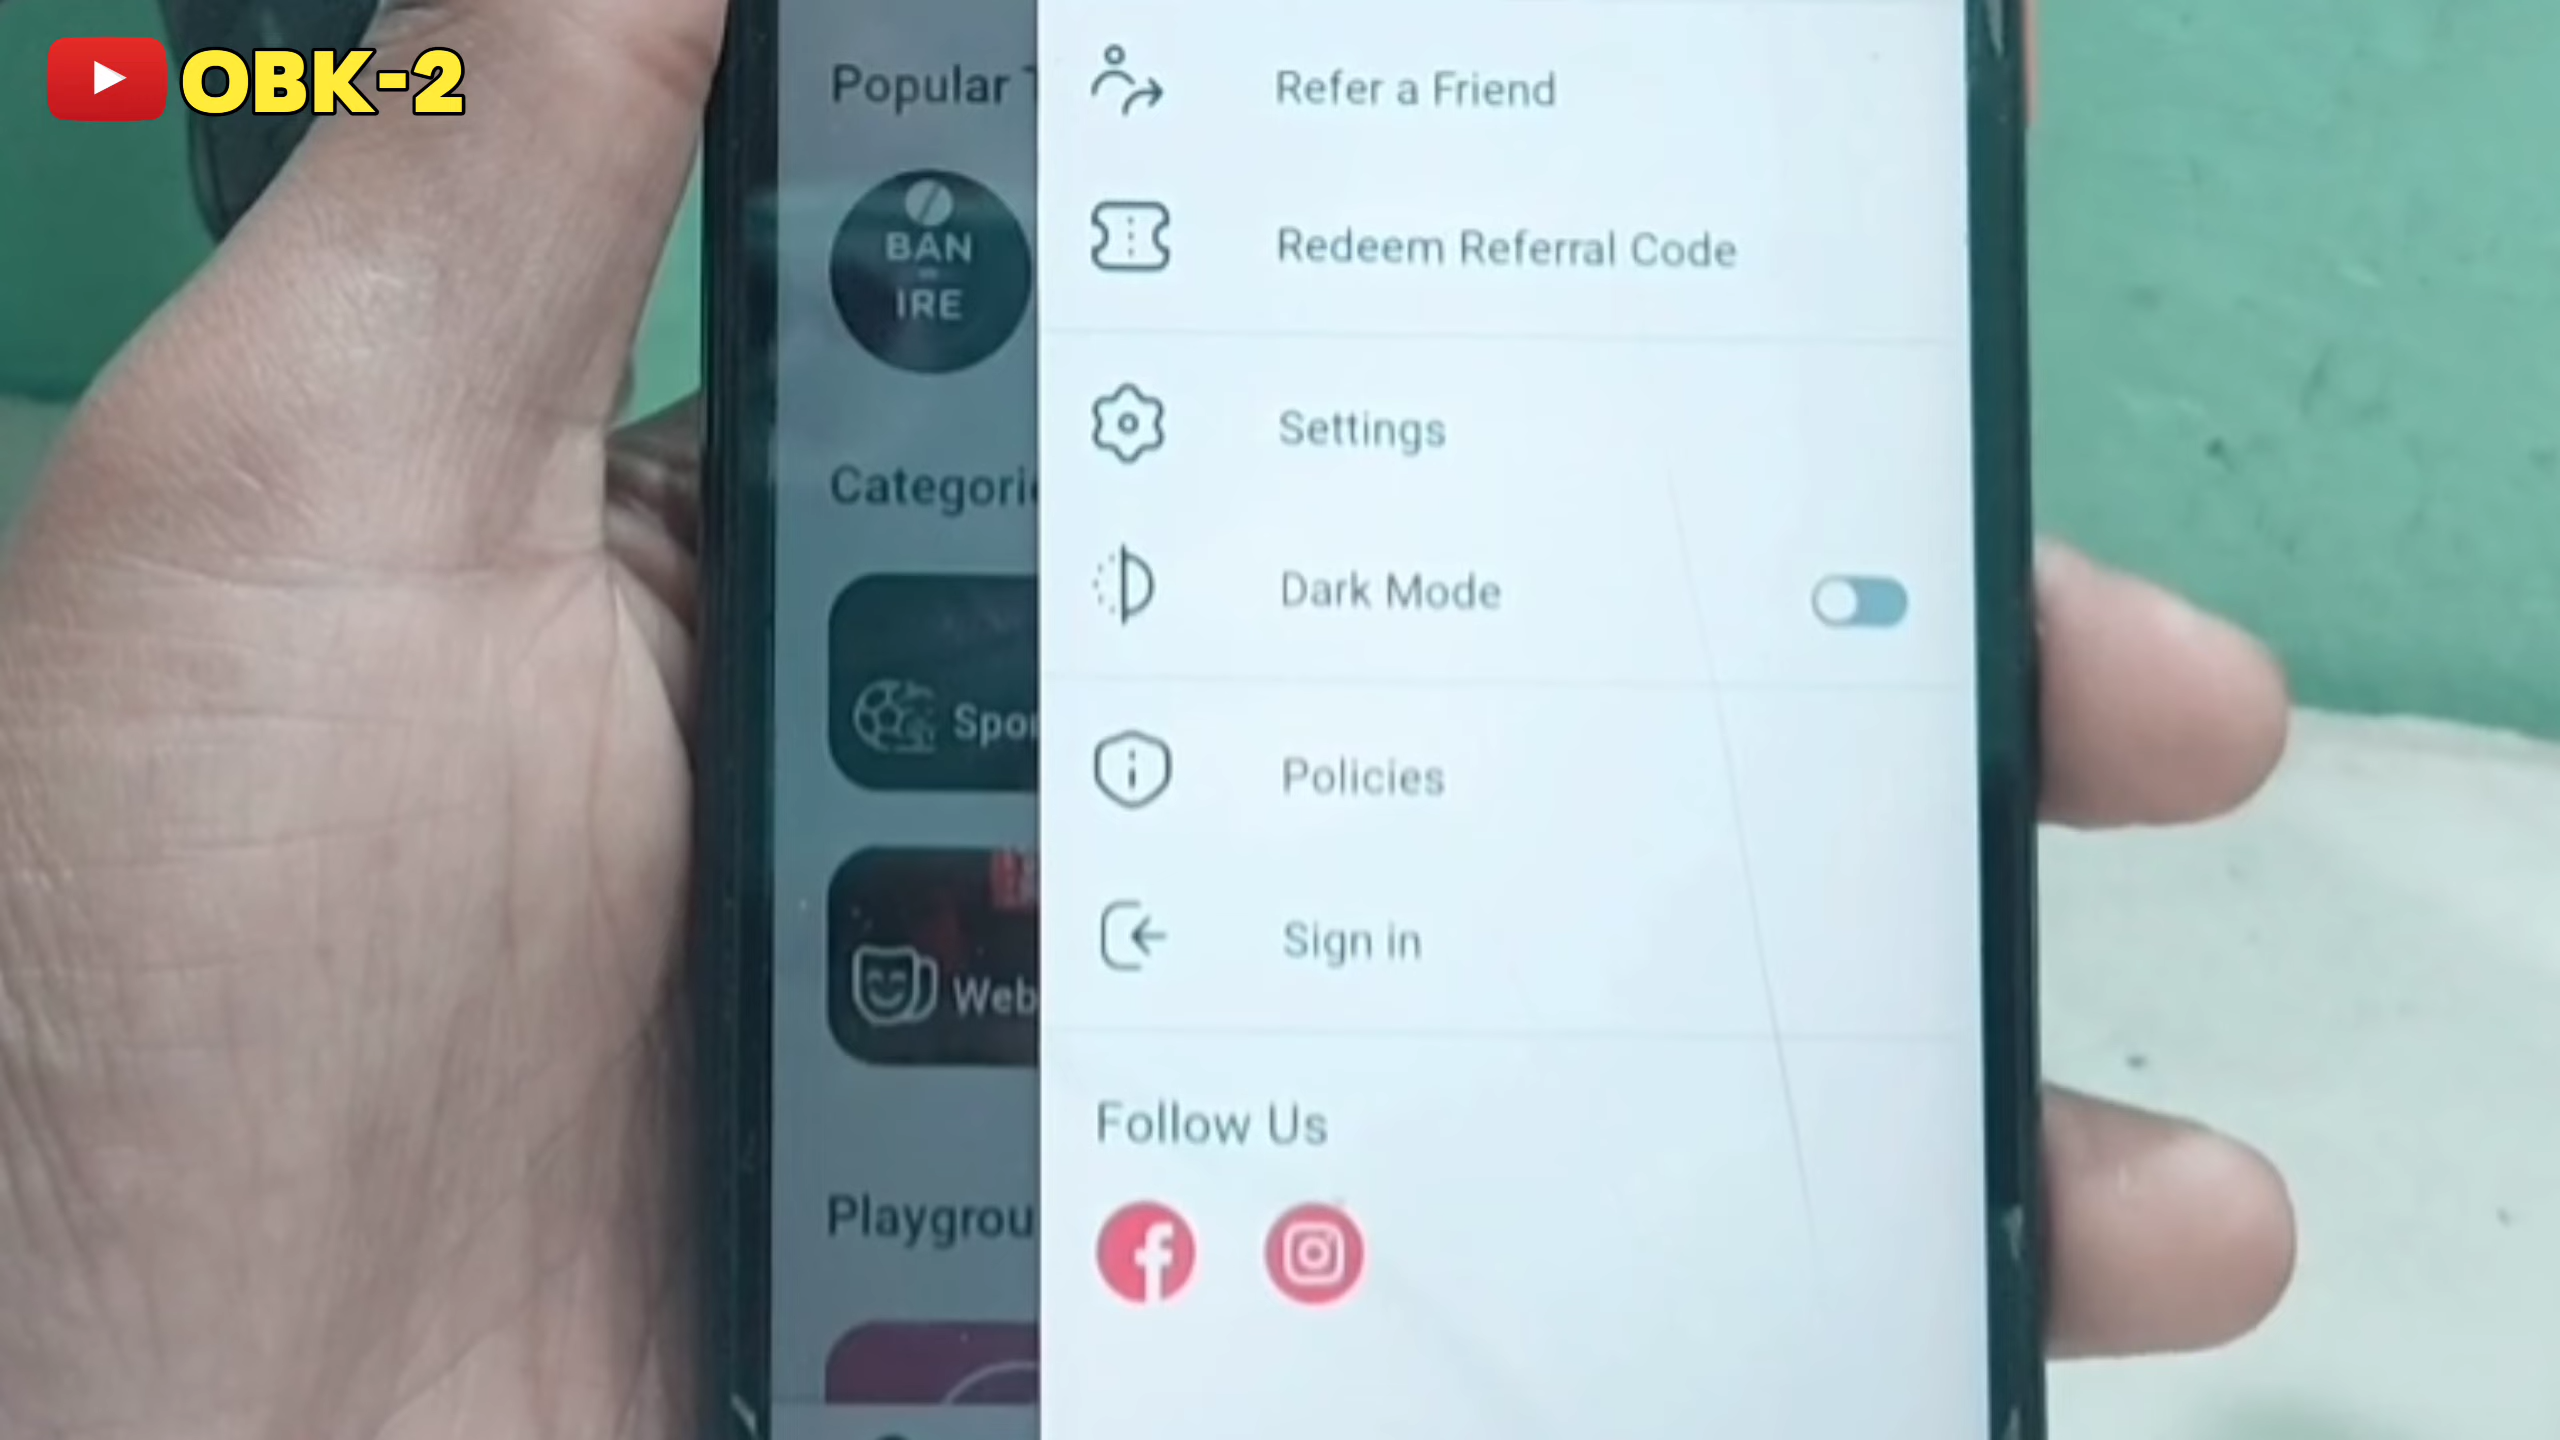 OBK-2
Popular
BAN
IRE
Categori
Spor
Web
Playgrou
Refer a Friend
Redeem Referral Code
Settings
Dark Mode
Policies
Sign in
Follow Us